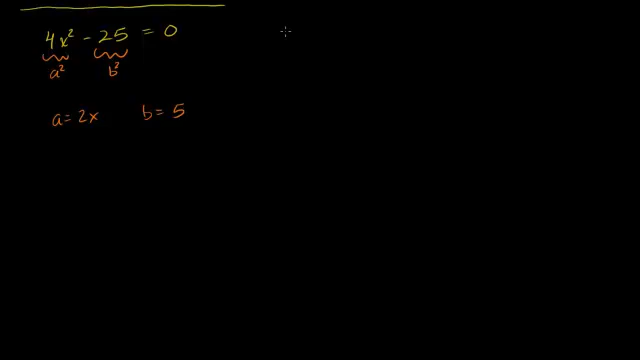 4x² - 25 = 0
a² b²
a = 2x b = 5